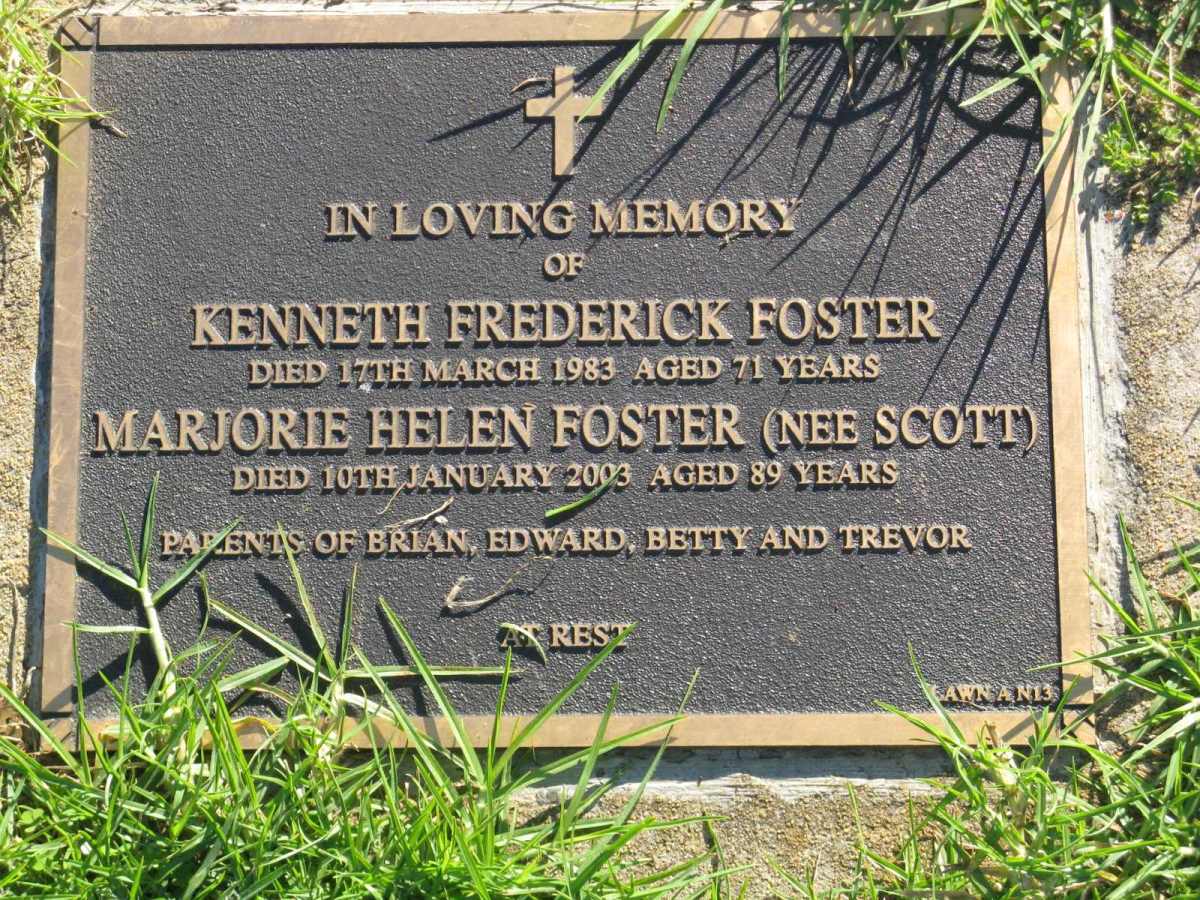 IN LOVING MEMORY
OF
KENNETH FREDERICK FOSTER
DIED 17TH MARCH 1983 AGED 71 YEARS
MARJORIE HELEN FOSTER (NEE SCOTT)
DIED 10TH JANUARY 2003 AGED 89 YEARS
PARENTS OF BRIAN, EDWARD, BETTY AND TREVOR
AT REST
LAWN A N13